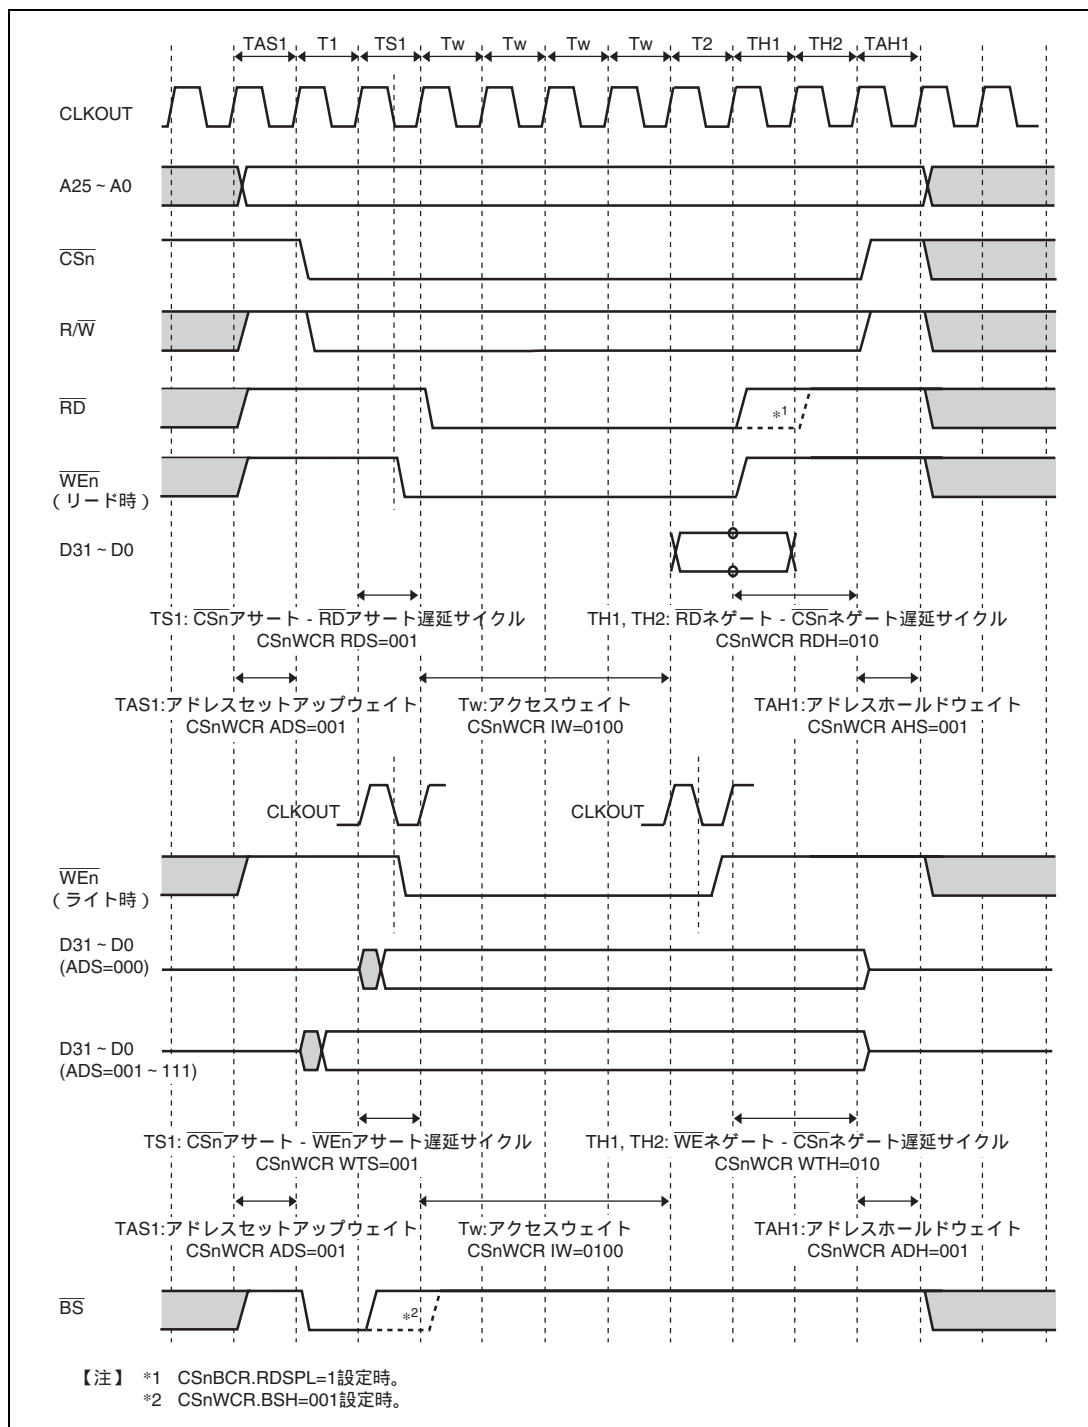 TAS1 T1 TS1 Tw Tw Tw Tw T2 TH1 TH2 TAH1
CLKOUT
A25 ~ A0
CSn
R/W
RD
*1
WEn
( リード時 )
D31 ~ D0
TS1: CSnアサート - RDアサート遅延サイクル
CSnWCR RDS=001
TH1, TH2: RDネゲート - CSnネゲート遅延サイクル
CSnWCR RDH=010
TAS1:アドレスセットアップウェイト
CSnWCR ADS=001
Tw:アクセスウェイト
CSnWCR IW=0100
TAH1:アドレスホールドウェイト
CSnWCR AHS=001
CLKOUT
CLKOUT
WEn
( ライト時 )
D31 ~ D0
(ADS=000)
D31 ~ D0
(ADS=001 ~ 111)
TS1: CSnアサート - WEnアサート遅延サイクル
CSnWCR WTS=001
TH1, TH2: WEネゲート - CSnネゲート遅延サイクル
CSnWCR WTH=010
TAS1:アドレスセットアップウェイト
CSnWCR ADS=001
Tw:アクセスウェイト
CSnWCR IW=0100
TAH1:アドレスホールドウェイト
CSnWCR ADH=001
BS
*2
【注】 *1 CSnBCR.RDSPL=1設定時。
*2 CSnWCR.BSH=001設定時。